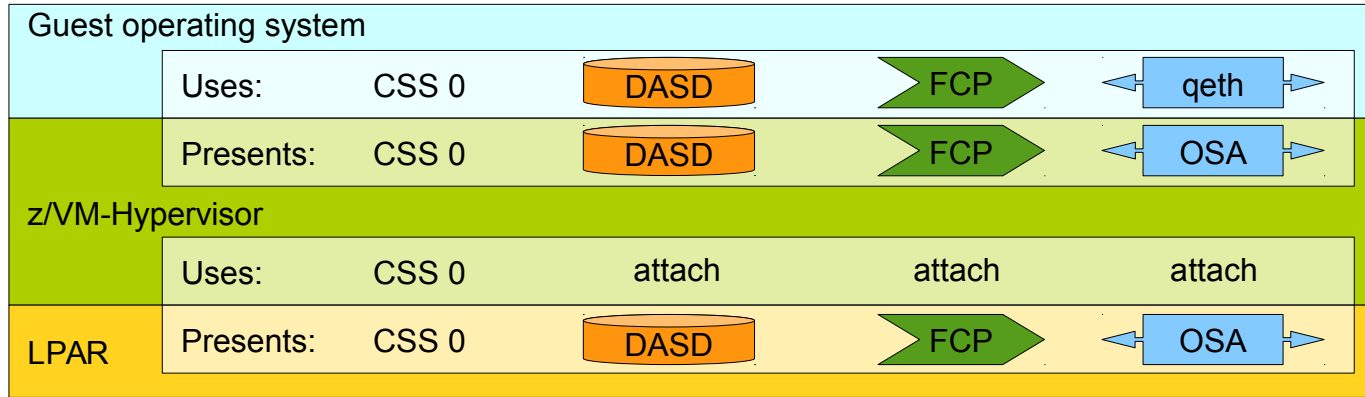 Guest operating system
Uses: CSS 0 DASD FCP qeth
Presents: CSS 0 DASD FCP OSA
z/VM-Hypervisor
Uses: CSS 0 attach attach attach
LPAR Presents: CSS 0 DASD FCP OSA